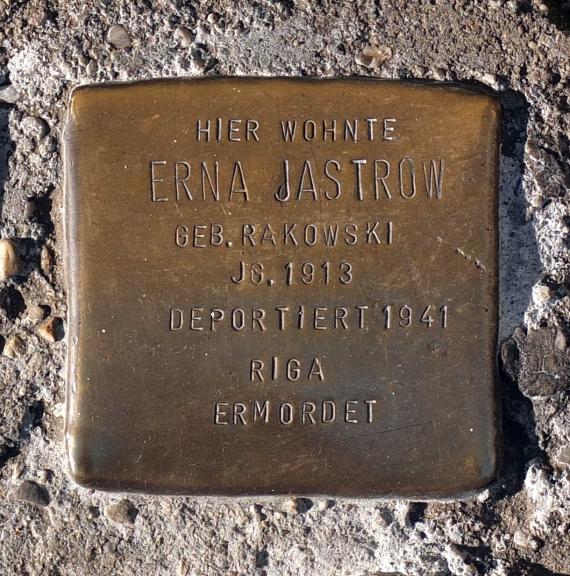 HIER WOHNTE
ERNA JASTROW
GEB. RAKOWSKI
JG. 1913
DEPORTIERT 1941
RIGA
ERMORDET